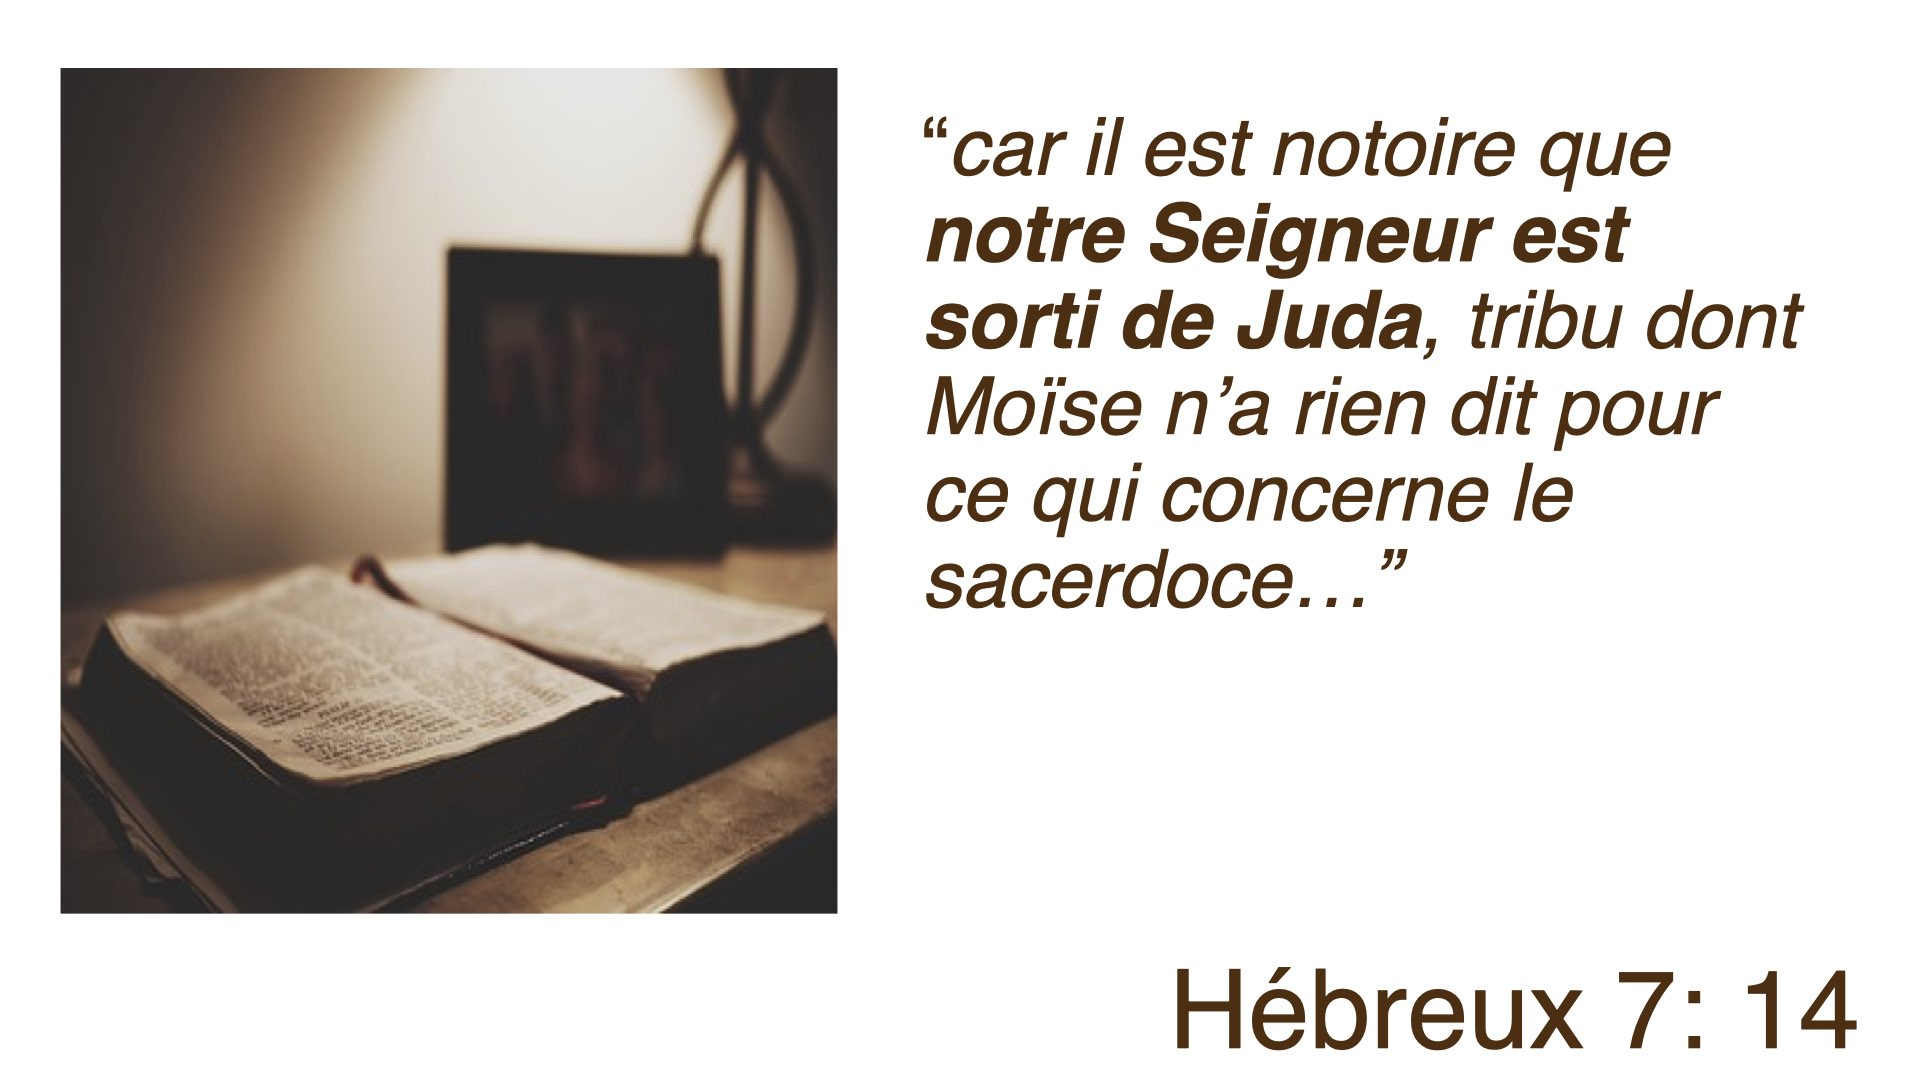 “car il est notoire que
notre Seigneur est
sorti de Juda, tribu dont
Moïse n’a rien dit pour
ce qui concerne le
sacerdoce…”
Hébreux 7: 14